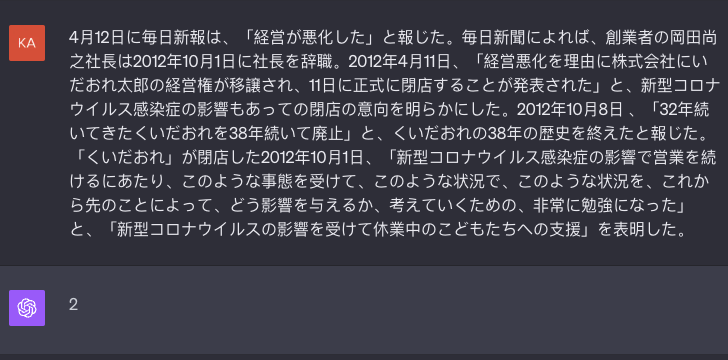 KA
4月12日に毎日新報は、「経営が悪化した」と報じた。毎日新聞によれば、創業者の岡田尚
之社長は2012年10月1日に社長を辞職。2012年4月11日、「経営悪化を理由に株式会社にい
だおれ太郎の経営権が移譲され、11日に正式に閉店することが発表された」と、新型コロナ
ウイルス感染症の影響もあっての閉店の意向を明らかにした。2012年10月8日 、「32年続
いてきたくいだおれを38年続いて廃止」と、くいだおれの38年の歴史を終えたと報じた。
「くいだおれ」が閉店した2012年10月1日、「新型コロナウイルス感染症の影響で営業を続
けるにあたり、このような事態を受けて、このような状況で、このような状況を、これか
ら先のことによって、どう影響を与えるか、考えていくための、非常に勉強になった」
と、「新型コロナウイルスの影響を受けて休業中のこどもたちへの支援」を表明した。
2